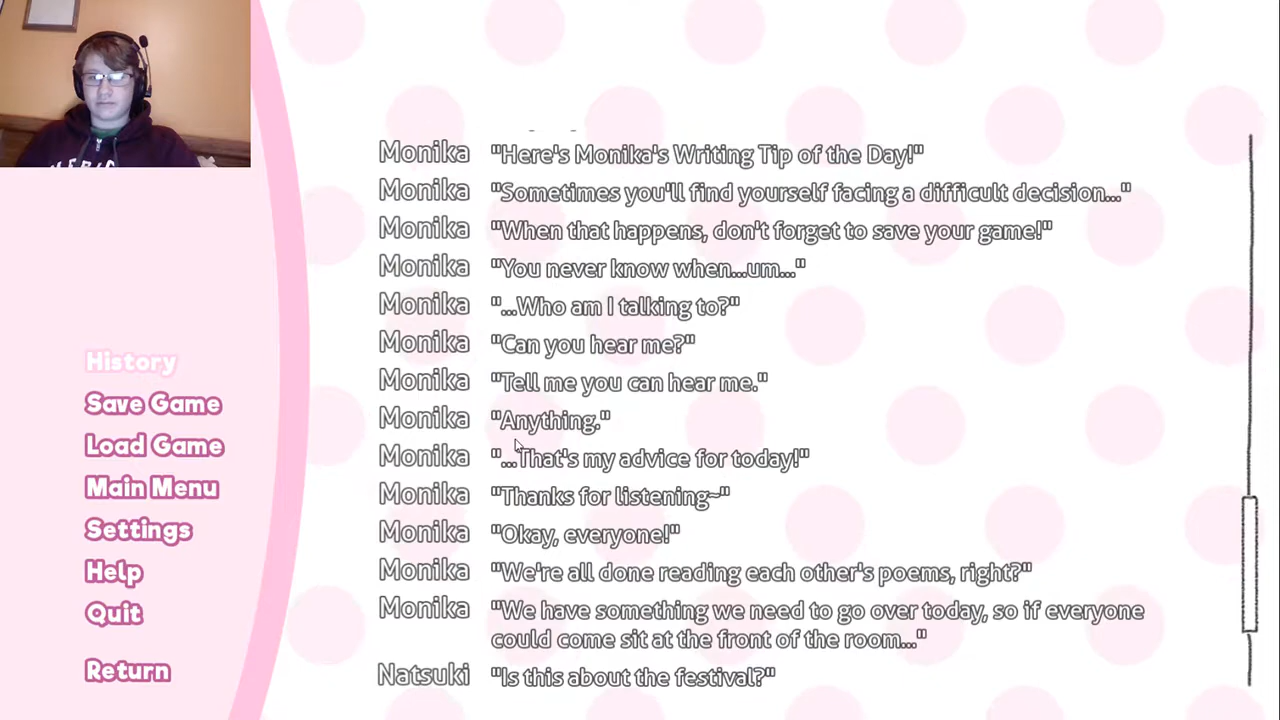 Monika "Here's Monika's Writing Tip of the Day!"
Monika "Sometimes you'll find yourself facing a difficult decision..."
Monika "When that happens, don't forget to save your game!"
Monika "You never know when...um..."
Monika "...Who am I talking to?"
Monika "Can you hear me?"
Monika "Tell me you can hear me."
Monika "Anything."
Monika "...That's my advice for today!"
Monika "Thanks for listening~"
Monika "Okay, everyone!"
Monika "We're all done reading each other's poems, right?"
Monika "We have something we need to go over today, so if everyone
could come sit at the front of the room..."
Natsuki "Is this about the festival?"
History
Save Game
Load Game
Main Menu
Settings
Help
Quit
Return